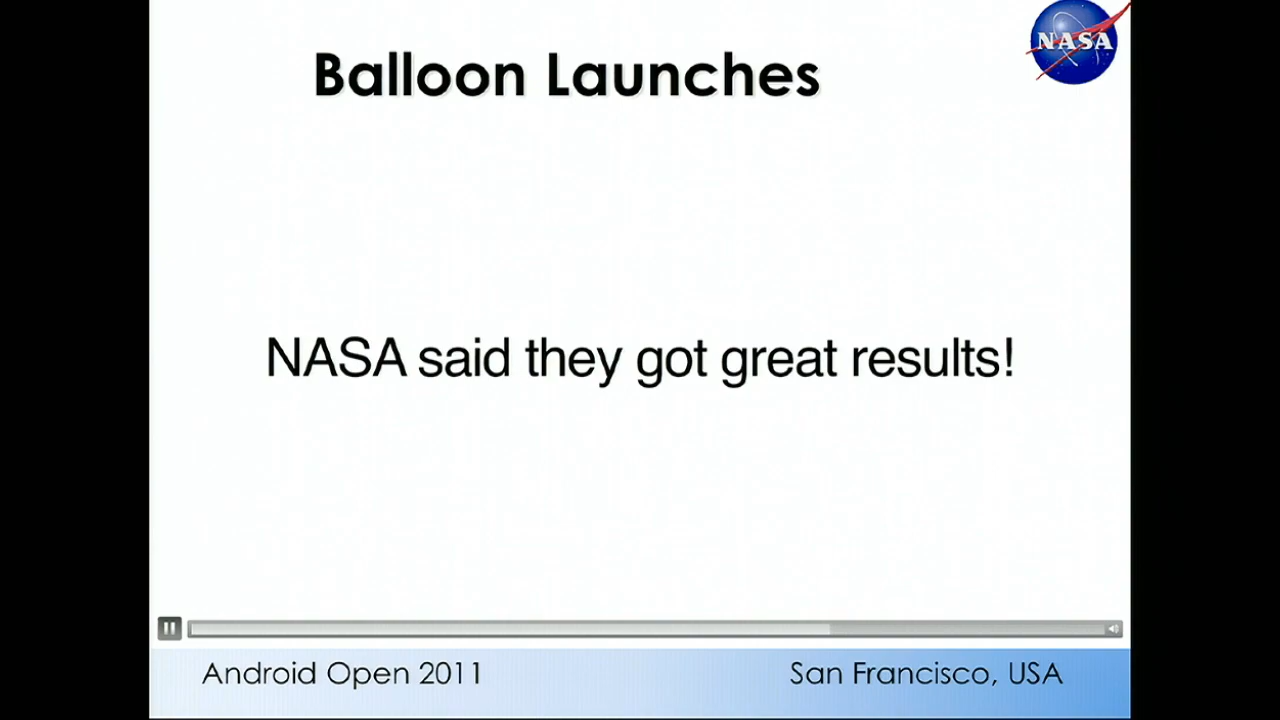 NASA
Balloon Launches
NASA said they got great results!
Android Open 2011
San Francisco, USA